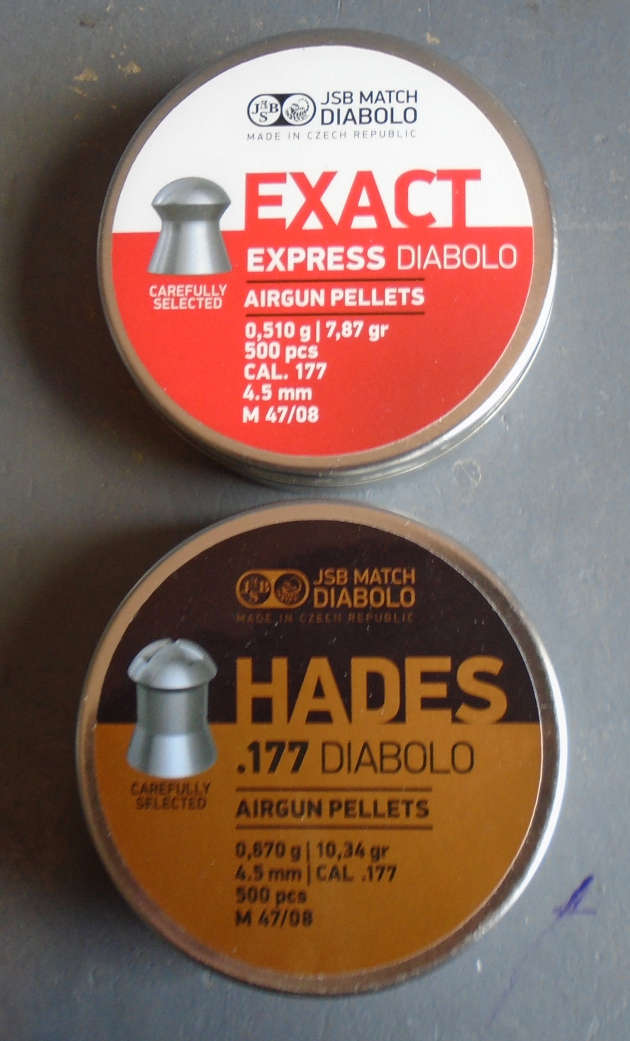 JSB
JSB MATCH
DIABOLO
MADE IN CZECH REPUBLIC
EXACT
EXPRESS DIABOLO
CAREFULLY
SELECTED
AIRGUN PELLETS
0,510 g | 7,87 gr
500 pcs
CAL. 177
4.5 mm
M 47/08
JSB
JSB MATCH
DIABOLO
MADE IN CZECH REPUBLIC
HADES
.177 DIABOLO
CAREFULLY
SELECTED
AIRGUN PELLETS
0,670 g | 10,34 gr
4.5 mm | CAL .177
500 pcs
M 47/08